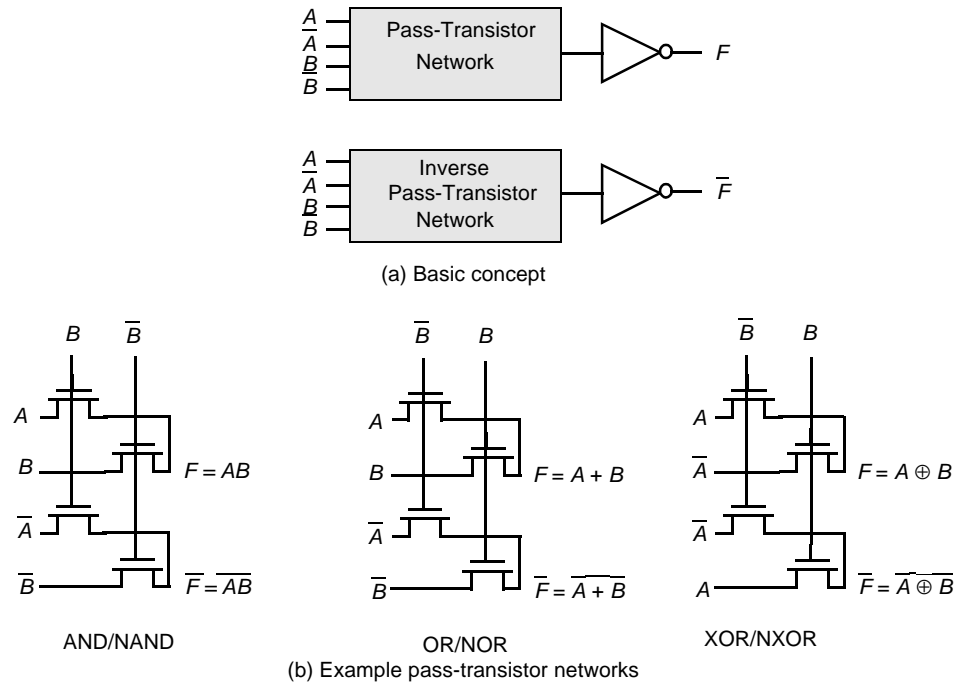 A
A̅
B
B̅
Pass-Transistor
Network
F
A
A̅
B
B̅
Inverse
Pass-Transistor
Network
F̅
(a) Basic concept
B B̅
A
B
F = AB
A̅
B̅
F̅ = A̅B̅
AND/NAND
B̅ B
A
B
F = A + B
A̅
B̅
F̅ = A̅ ̅+̅ ̅B̅
OR/NOR
B̅ B
A
A̅
F = A ⊕ B
A̅
A
F̅ = A̅ ̅⊕̅ ̅B̅
XOR/NXOR
(b) Example pass-transistor networks